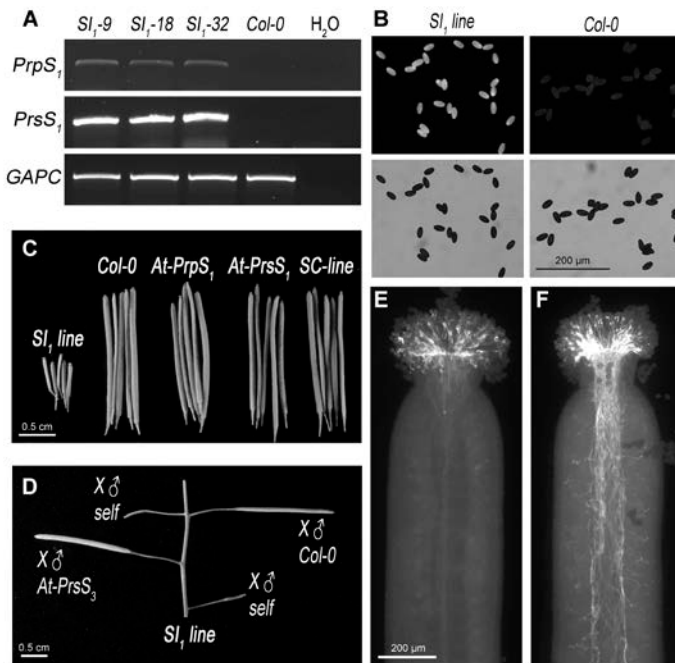 A
SI1-9 SI1-18 SI1-32 Col-0 H2O
PrpS1
PrsS1
GAPC
B
SI1 line Col-0
200 µm
C
SI1 line
Col-0 At-PrpS1 At-PrsS1 SC-line
0.5 cm
D
X ♂
self
X ♂
Col-0
X ♂
At-PrsS3
X ♂
self
SI1 line
0.5 cm
E
200 µm
F